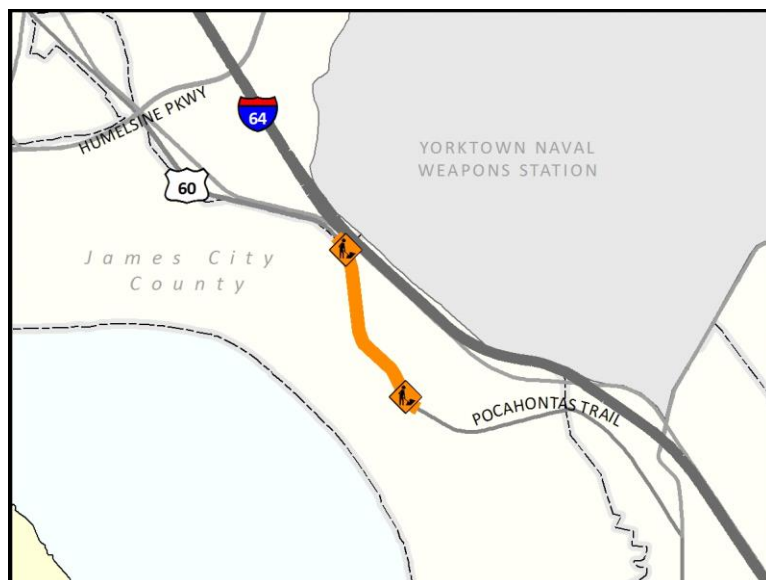 HUMELSINE PKWY
64
YORKTOWN NAVAL
WEAPONS STATION
60
James City
County
POCAHONTAS TRAIL